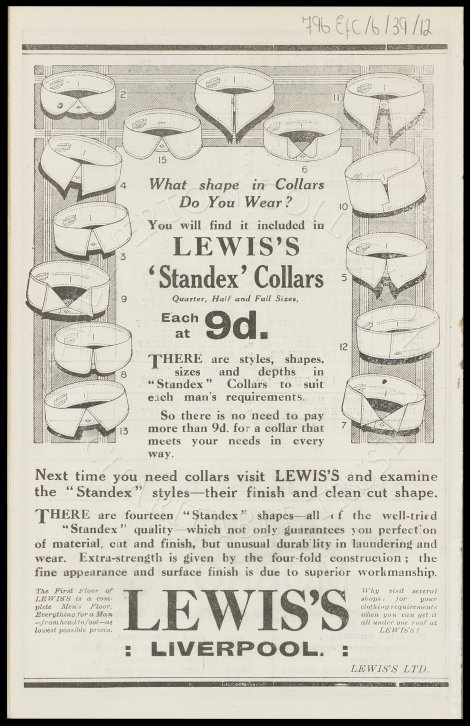 796 EfC/6/39/12
2
11
15
6
4
10
3
5
9
12
8
7
13
What shape in Collars
Do You Wear?
You will find it included in
LEWIS'S
'Standex' Collars
Quarter, Half and Full Sizes,
Each
at 9d.
THERE are styles, shapes,
sizes and depths in
"Standex" Collars to suit
each man's requirements.
So there is no need to pay
more than 9d. for a collar that
meets your needs in every
way.
Next time you need collars visit LEWIS'S and examine
the "Standex" styles—their finish and clean cut shape.
THERE are fourteen "Standex" shapes—all of the well-tried
"Standex" quality—which not only guarantees you perfection
of material, cut and finish, but unusual durability in laundering and
wear. Extra-strength is given by the four-fold construction; the
fine appearance and surface finish is due to superior workmanship.
The First Floor of
LEWIS'S is a com-
plete Men's Floor.
Everything for a Man
—from head to foot—at
lowest possible prices.
LEWIS'S
: LIVERPOOL. :
Why visit several
shops for your
clothing requirements
when you can get it
all under one roof at
LEWIS'S!
LEWIS'S LTD.